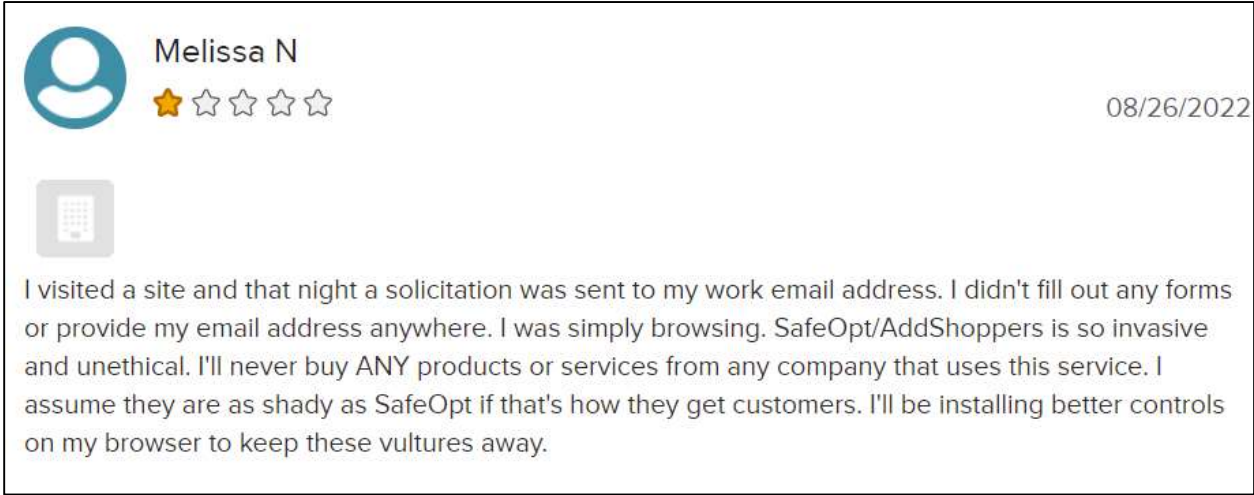 Melissa N
08/26/2022
I visited a site and that night a solicitation was sent to my work email address. I didn't fill out any forms
or provide my email address anywhere. I was simply browsing. SafeOpt/AddShoppers is so invasive
and unethical. I'll never buy ANY products or services from any company that uses this service. I
assume they are as shady as SafeOpt if that's how they get customers. I'll be installing better controls
on my browser to keep these vultures away.